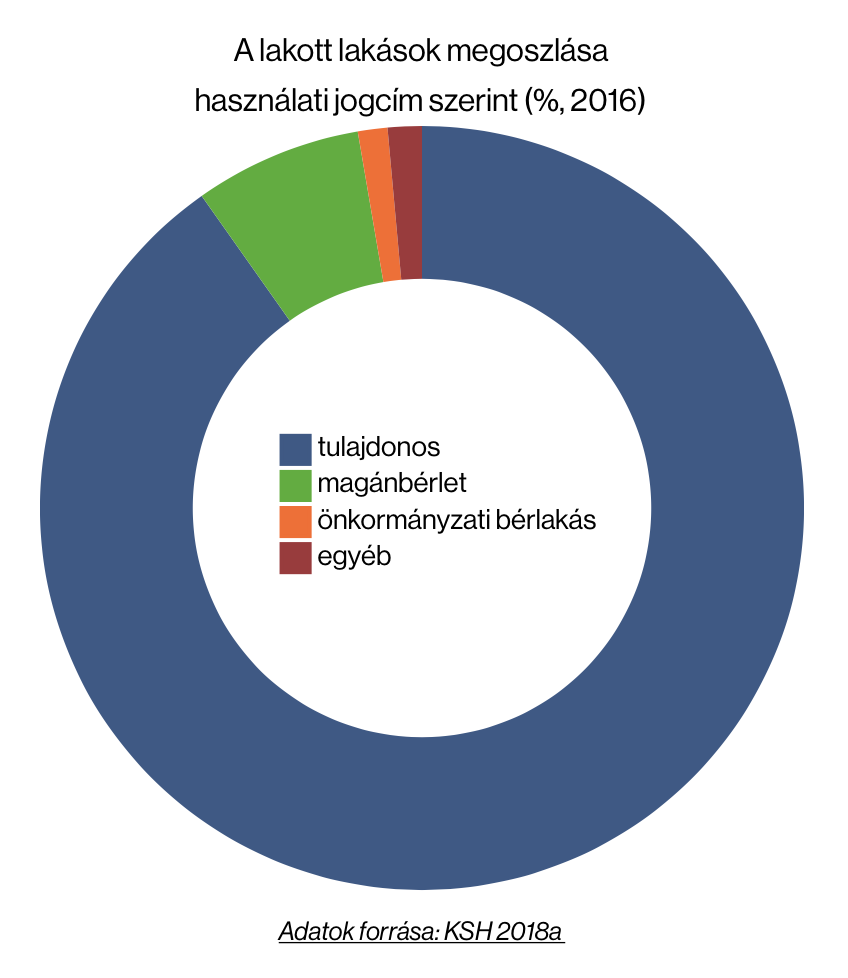 A lakott lakások megoszlása
használati jogcím szerint (%, 2016)
tulajdonos
magánbérlet
önkormányzati bérlakás
egyéb
Adatok forrása: KSH 2018a